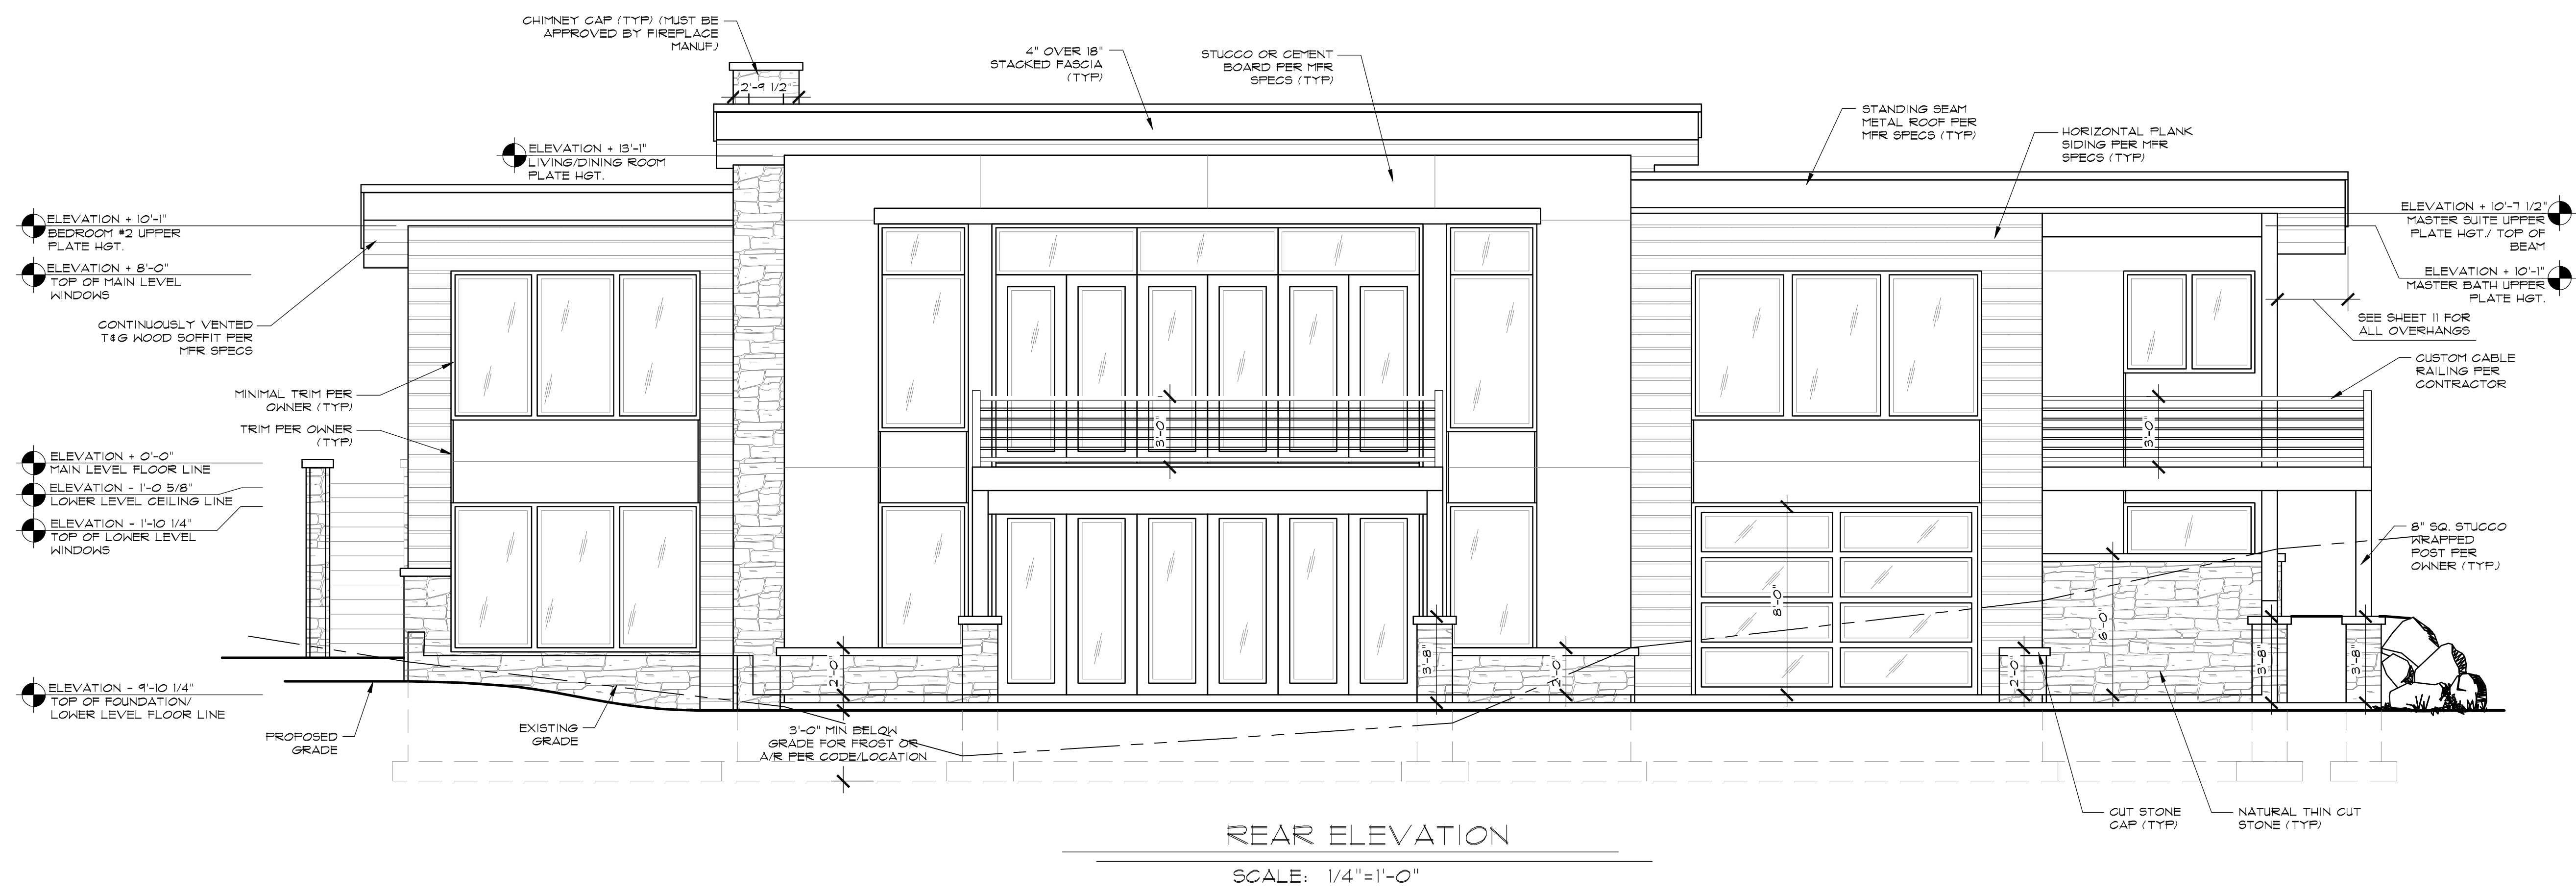 CHIMNEY CAP (TYP) (MUST BE
APPROVED BY FIREPLACE
MANUF.)
2'-9 1/2"
4" OVER 18"
STACKED FASCIA
(TYP)
STUCCO OR CEMENT
BOARD PER MFR
SPECS (TYP)
STANDING SEAM
METAL ROOF PER
MFR SPECS (TYP)
HORIZONTAL PLANK
SIDING PER MFR
SPECS (TYP)
ELEVATION + 13'-1"
LIVING/DINING ROOM
PLATE HGT.
ELEVATION + 10'-1"
BEDROOM #2 UPPER
PLATE HGT.
ELEVATION + 8'-0"
TOP OF MAIN LEVEL
WINDOWS
CONTINUOUSLY VENTED
T&G WOOD SOFFIT PER
MFR SPECS
MINIMAL TRIM PER
OWNER (TYP)
TRIM PER OWNER
(TYP)
ELEVATION + 0'-0"
MAIN LEVEL FLOOR LINE
ELEVATION - 1'-0 5/8"
LOWER LEVEL CEILING LINE
ELEVATION - 1'-10 1/4"
TOP OF LOWER LEVEL
WINDOWS
ELEVATION - 9'-10 1/4"
TOP OF FOUNDATION/
LOWER LEVEL FLOOR LINE
PROPOSED
GRADE
EXISTING
GRADE
3'-0" MIN BELOW
GRADE FOR FROST OR
A/R PER CODE/LOCATION
2'-0"
3'-0"
3'-8"
2'-0"
8'-0"
2'-0"
6'-0"
3'-0"
3'-8"
3'-8"
ELEVATION + 10'-7 1/2"
MASTER SUITE UPPER
PLATE HGT./ TOP OF
BEAM
ELEVATION + 10'-1"
MASTER BATH UPPER
PLATE HGT.
SEE SHEET 11 FOR
ALL OVERHANGS
CUSTOM CABLE
RAILING PER
CONTRACTOR
8" SQ. STUCCO
WRAPPED
POST PER
OWNER (TYP.)
CUT STONE
CAP (TYP)
NATURAL THIN CUT
STONE (TYP)
REAR ELEVATION
SCALE: 1/4"=1'-0"